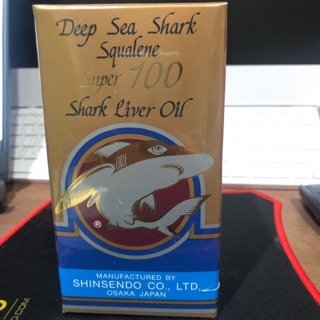 Deep Sea Shark
Squalene
Super 100
Shark Liver Oil
®
MANUFACTURED BY
SHINSENDO CO., LTD.
OSAKA JAPAN